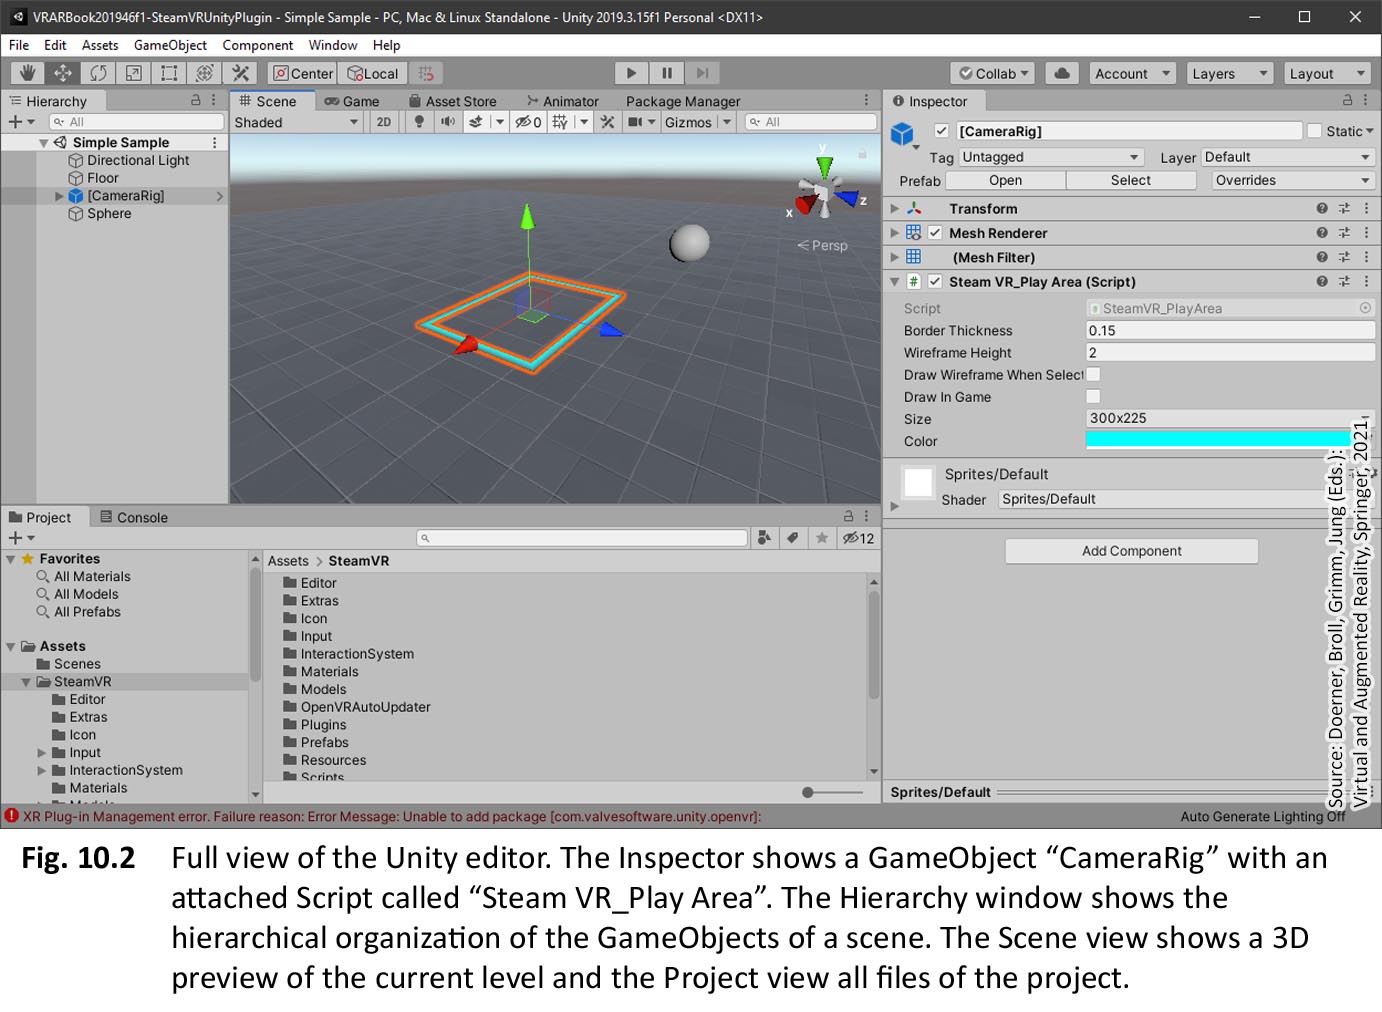 VRARBook201946f1-SteamVRUnityPlugin - Simple Sample - PC, Mac & Linux Standalone - Unity 2019.3.15f1 Personal <DX11>
File Edit Assets GameObject Component Window Help
Center Local Collab Account Layers Layout
Hierarchy
All
Simple Sample
Directional Light
Floor
[CameraRig]
Sphere
Scene Game Asset Store Animator Package Manager
Shaded 2D 0 Gizmos All
y
x
z
Persp
Inspector
[CameraRig] Static
Tag Untagged Layer Default
Prefab Open Select Overrides
Transform
Mesh Renderer
(Mesh Filter)
# Steam VR_Play Area (Script)
Script SteamVR_PlayArea
Border Thickness 0.15
Wireframe Height 2
Draw Wireframe When Select
Draw In Game
Size 300x225
Color
Sprites/Default
Shader Sprites/Default
Add Component
Sprites/Default
Project Console
12
Favorites
All Materials
All Models
All Prefabs
Assets
Scenes
SteamVR
Editor
Extras
Icon
Input
InteractionSystem
Materials
Models
Assets > SteamVR
Editor
Extras
Icon
Input
InteractionSystem
Materials
Models
OpenVRAutoUpdater
Plugins
Prefabs
Resources
Scripts
XR Plug-in Management error. Failure reason: Error Message: Unable to add package [com.valvesoftware.unity.openvr]:
Auto Generate Lighting Off
Source: Doerner, Broll, Grimm, Jung (Eds.):
Virtual and Augmented Reality, Springer, 2021.
Fig. 10.2 Full view of the Unity editor. The Inspector shows a GameObject “CameraRig” with an
attached Script called “Steam VR_Play Area”. The Hierarchy window shows the
hierarchical organization of the GameObjects of a scene. The Scene view shows a 3D
preview of the current level and the Project view all files of the project.